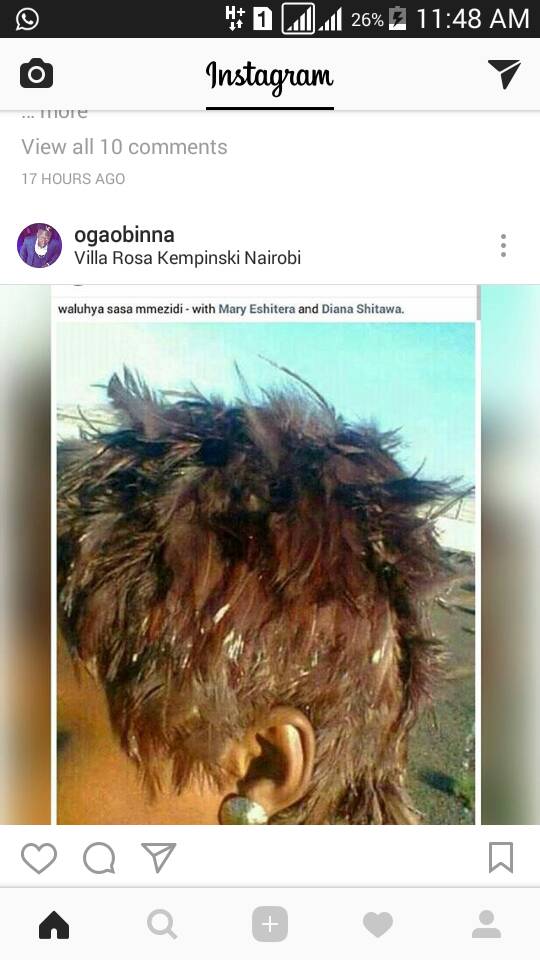 H+ 1 26% 11:48 AM
Instagram
... more
View all 10 comments
17 HOURS AGO
ogaobinna
Villa Rosa Kempinski Nairobi
waluhya sasa mmezidi - with Mary Eshitera and Diana Shitawa.